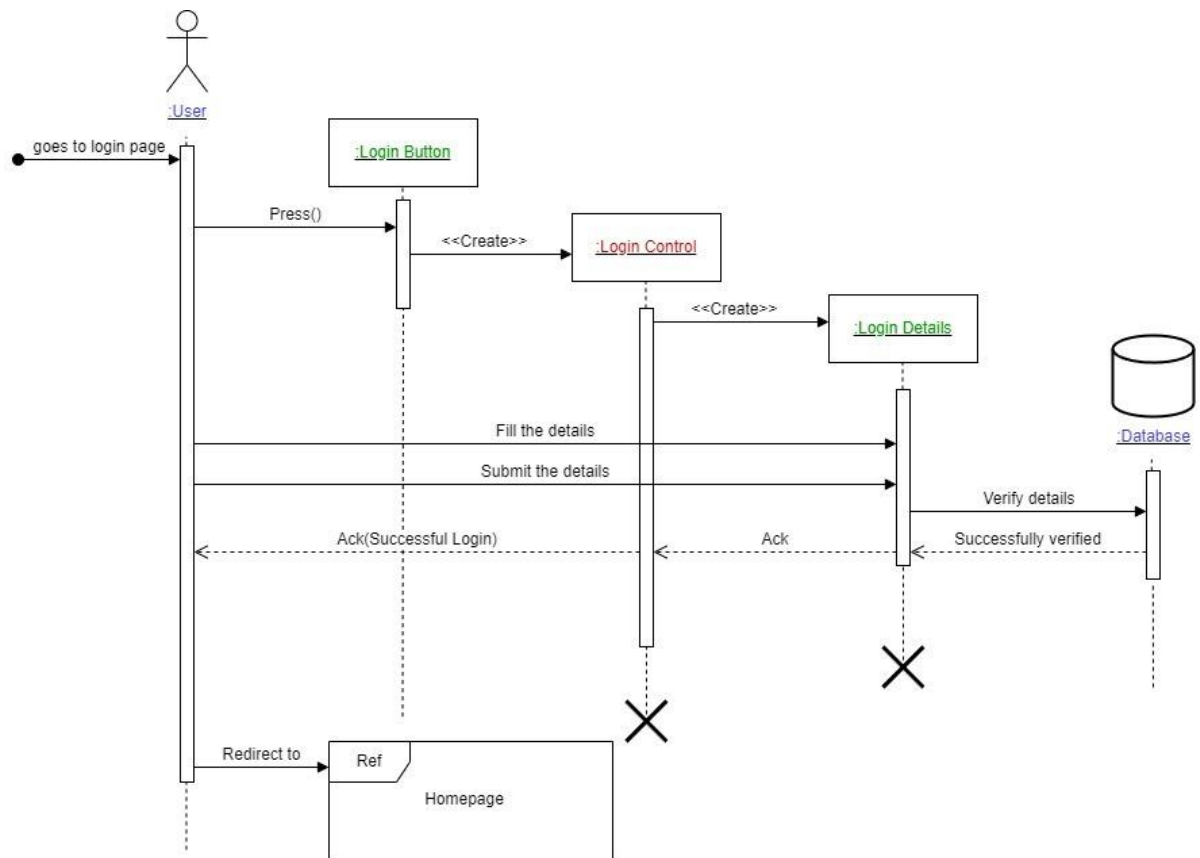 :User
goes to login page
:Login Button
Press()
<<Create>>
:Login Control
<<Create>>
:Login Details
:Database
Fill the details
Submit the details
Verify details
Ack(Successful Login)
Ack
Successfully verified
Redirect to
Ref
Homepage